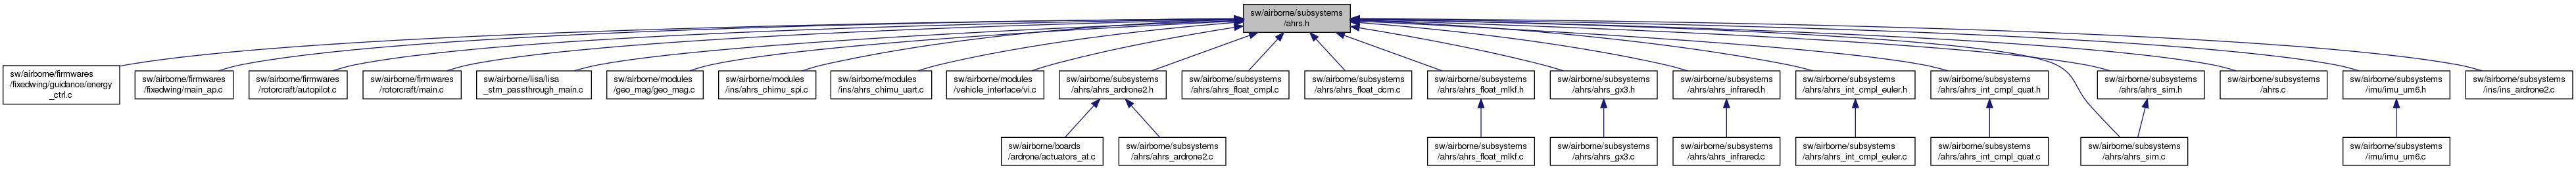 sw/airborne/subsystems
/ahrs.h
sw/airborne/firmwares
/fixedwing/guidance/energy
_ctrl.c
sw/airborne/firmwares
/fixedwing/main_ap.c
sw/airborne/firmwares
/rotorcraft/autopilot.c
sw/airborne/firmwares
/rotorcraft/main.c
sw/airborne/lisa/lisa
_stm_passthrough_main.c
sw/airborne/modules
/geo_mag/geo_mag.c
sw/airborne/modules
/ins/ahrs_chimu_spi.c
sw/airborne/modules
/ins/ahrs_chimu_uart.c
sw/airborne/modules
/vehicle_interface/vi.c
sw/airborne/subsystems
/ahrs/ahrs_ardrone2.h
sw/airborne/subsystems
/ahrs/ahrs_float_cmpl.c
sw/airborne/subsystems
/ahrs/ahrs_float_dcm.c
sw/airborne/subsystems
/ahrs/ahrs_float_mlkf.h
sw/airborne/subsystems
/ahrs/ahrs_gx3.h
sw/airborne/subsystems
/ahrs/ahrs_infrared.h
sw/airborne/subsystems
/ahrs/ahrs_int_cmpl_euler.h
sw/airborne/subsystems
/ahrs/ahrs_int_cmpl_quat.h
sw/airborne/subsystems
/ahrs/ahrs_sim.h
sw/airborne/subsystems
/ahrs.c
sw/airborne/subsystems
/imu/imu_um6.h
sw/airborne/subsystems
/ins/ins_ardrone2.c
sw/airborne/boards
/ardrone/actuators_at.c
sw/airborne/subsystems
/ahrs/ahrs_ardrone2.c
sw/airborne/subsystems
/ahrs/ahrs_float_mlkf.c
sw/airborne/subsystems
/ahrs/ahrs_gx3.c
sw/airborne/subsystems
/ahrs/ahrs_infrared.c
sw/airborne/subsystems
/ahrs/ahrs_int_cmpl_euler.c
sw/airborne/subsystems
/ahrs/ahrs_int_cmpl_quat.c
sw/airborne/subsystems
/ahrs/ahrs_sim.c
sw/airborne/subsystems
/imu/imu_um6.c